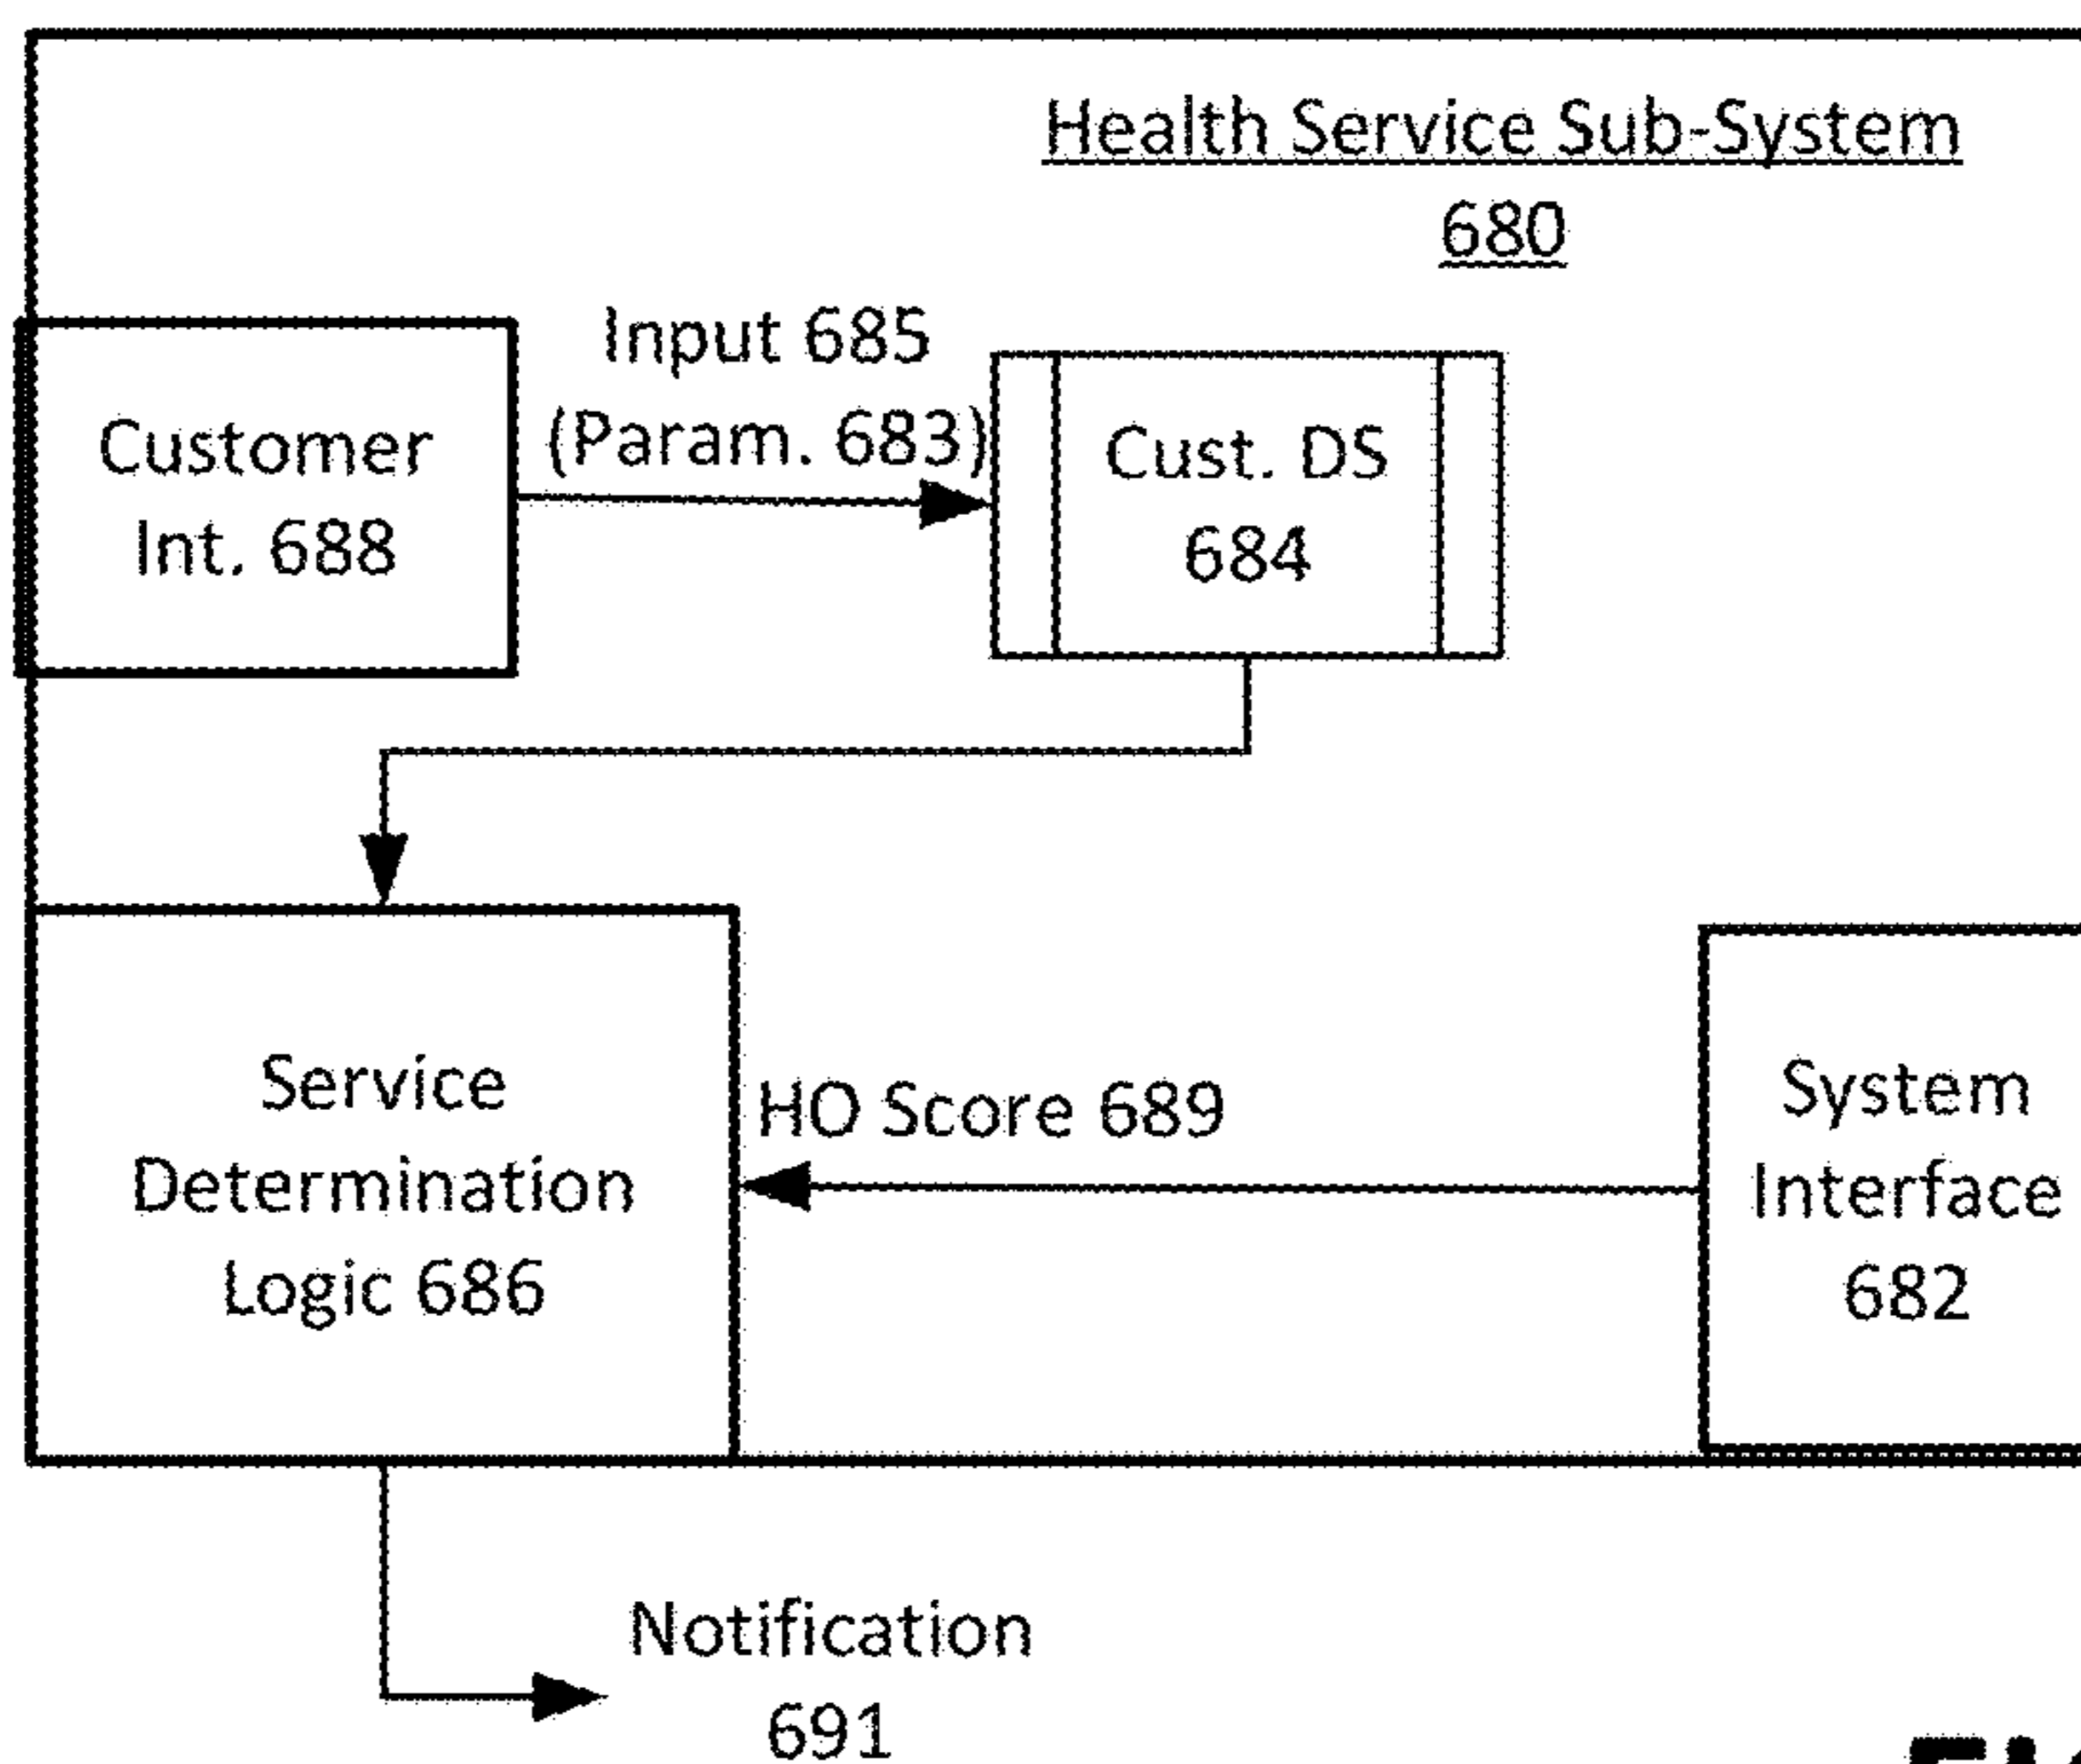 Health Service Sub-System
680
Input 685
(Param. 683)
Customer
Int. 688
Cust. DS
684
Service
Determination
Logic 686
HO Score 689
System
Interface
682
Notification
691